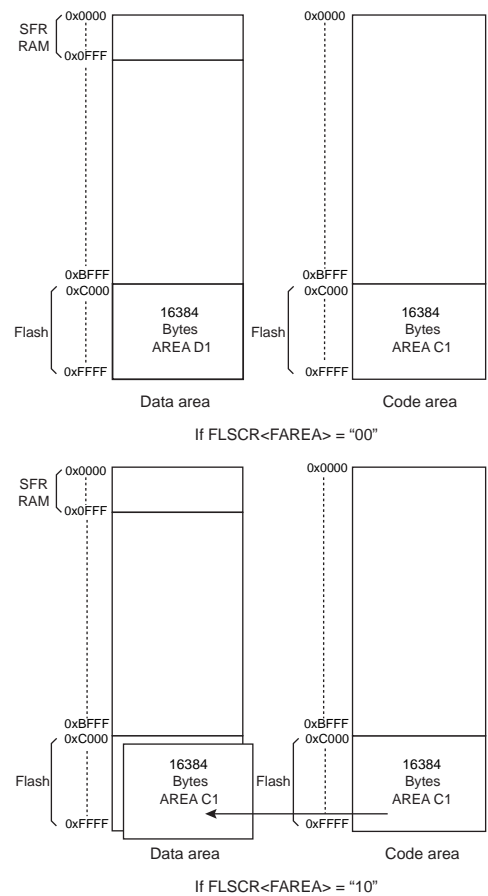 0x0000
SFR
RAM
0x0FFF
0xBFFF
0xC000
Flash
16384
Bytes
AREA D1
0xFFFF
Data area
0x0000
0xBFFF
0xC000
Flash
16384
Bytes
AREA C1
0xFFFF
Code area
If FLSCR<FAREA> = “00”
0x0000
SFR
RAM
0x0FFF
0xBFFF
0xC000
Flash
16384
Bytes
AREA C1
0xFFFF
Data area
0x0000
0xBFFF
0xC000
Flash
16384
Bytes
AREA C1
0xFFFF
Code area
If FLSCR<FAREA> = “10”